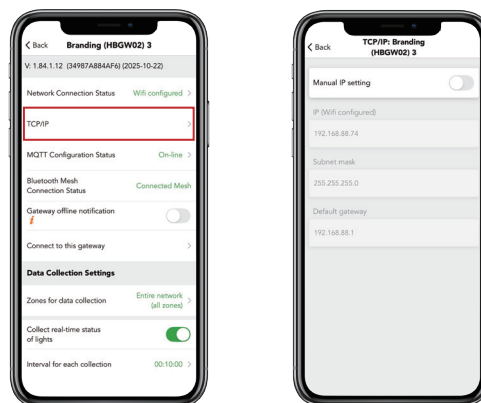 Back
Branding (HBGW02) 3
V: 1.84.1.12 (34987A884AF6) (2025-10-22)
Network Connection Status
Wifi configured
TCP/IP
MQTT Configuration Status
On-line
Bluetooth Mesh
Connection Status
Connected Mesh
Gateway offline notification
i
Connect to this gateway
Data Collection Settings
Zones for data collection
Entire network
(all zones)
Collect real-time status
of lights
Interval for each collection
00:10:00
Back
TCP/IP: Branding
(HBGW02) 3
Manual IP setting
IP (Wifi configured)
192.168.88.74
Subnet mask
255.255.255.0
Default gateway
192.168.88.1